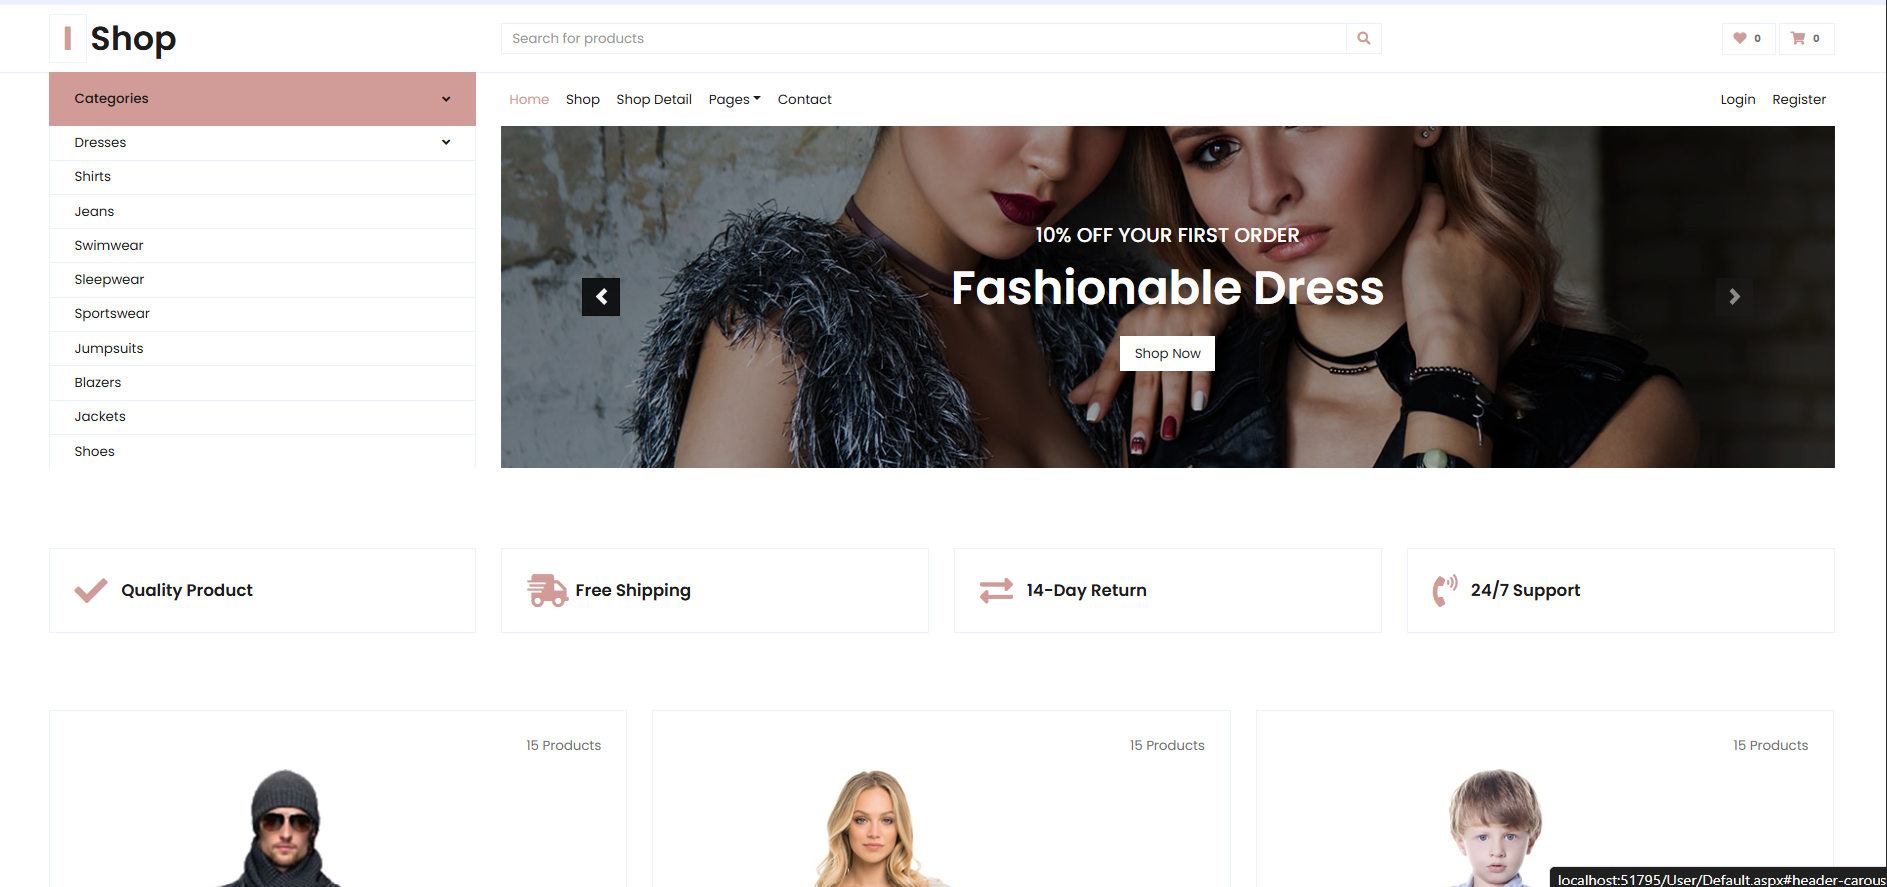 I Shop
Search for products
0
0
Categories
Home Shop Shop Detail Pages Contact
Login Register
Dresses
Shirts
Jeans
Swimwear
Sleepwear
Sportswear
Jumpsuits
Blazers
Jackets
Shoes
10% OFF YOUR FIRST ORDER
Fashionable Dress
Shop Now
Quality Product
Free Shipping
14-Day Return
24/7 Support
15 Products
15 Products
15 Products
localhost:51795/User/Default.aspx#header-carous